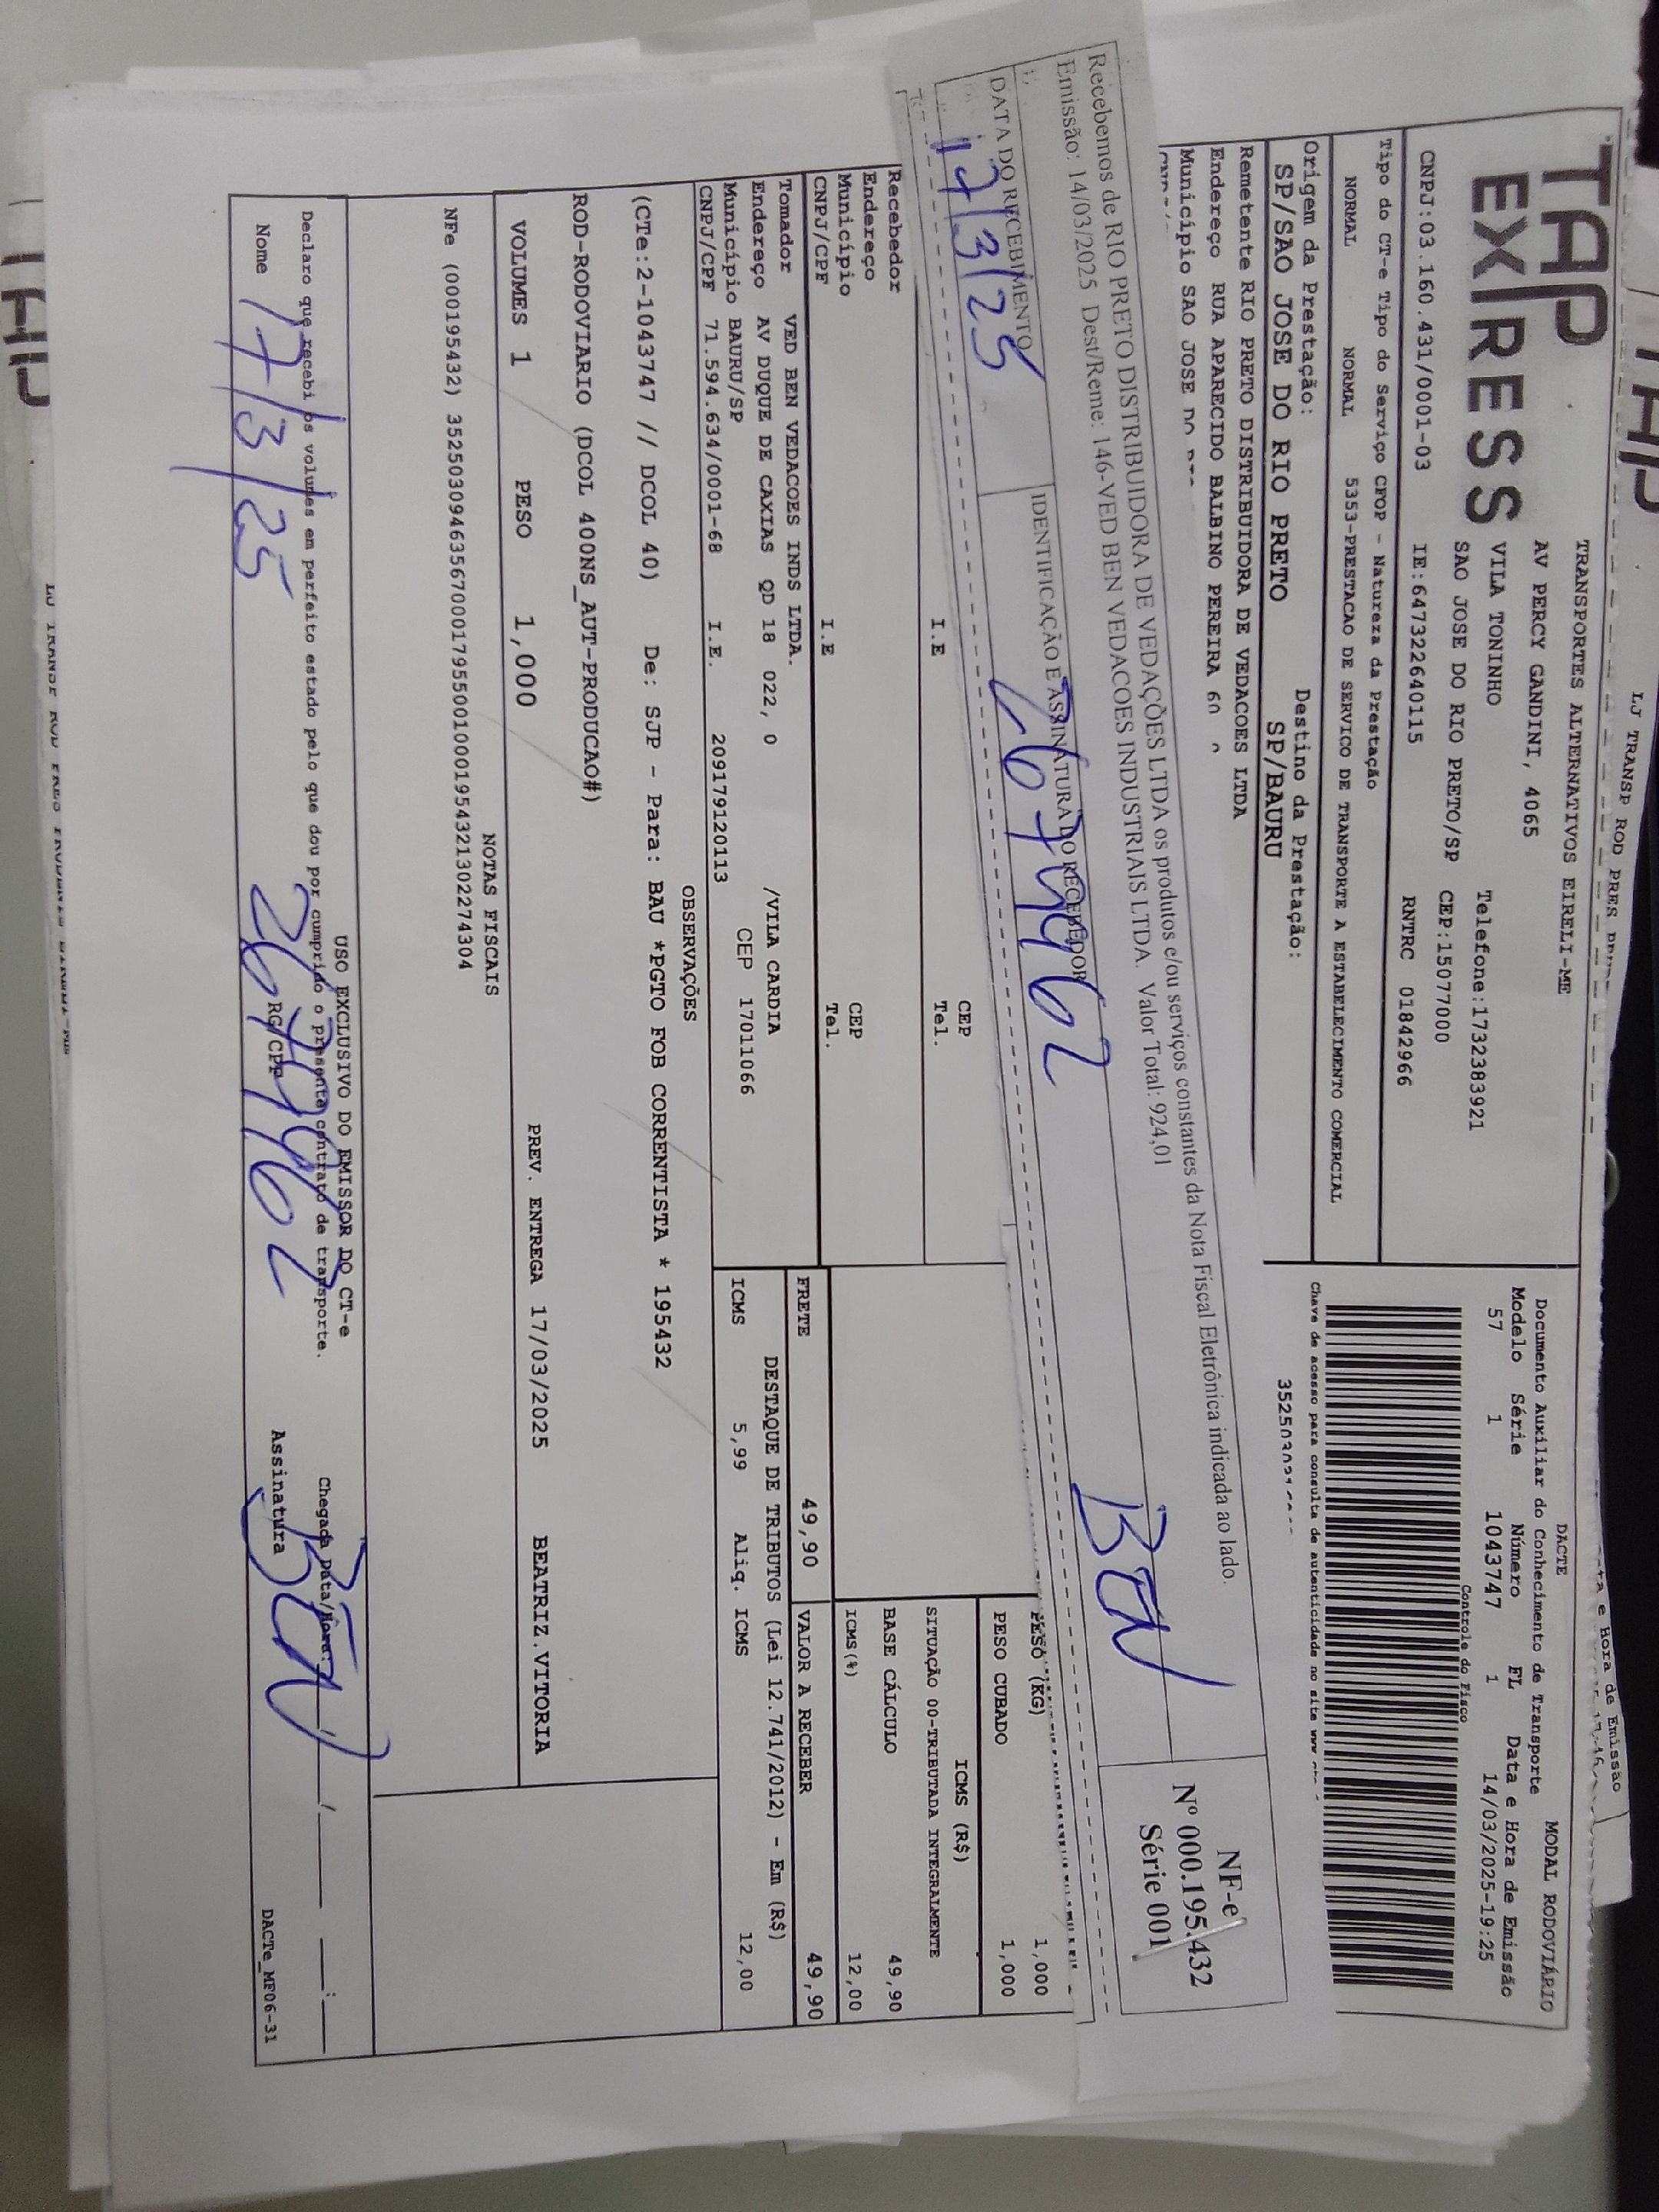 LJ TRANSP ROD PRES
TAP
EXPRESS
TRANSPORTES ALTERNATIVOS EIRELI-ME
AV PERCY GANDINI, 4065
VILA TONINHO
Telefone:1732383921
SAO JOSE DO RIO PRETO/SP CEP:15077000
CNPJ:03.160.431/0001-03 IE:647322640115 RNTRC 01842966
DACTE MODAL RODOVIÁRIO
Documento Auxiliar do Conhecimento de Transporte
Modelo Série Número FL Data e Hora de Emissão
57 1 1043747 1 14/03/2025-19:25
Controle do Fisco
Chave de acesso para consulta de autenticidade no site
Tipo do CT-e Tipo do Serviço CFOP - Natureza da Prestação
NORMAL NORMAL 5353-PRESTACAO DE SERVICO DE TRANSPORTE A ESTABELECIMENTO COMERCIAL
Origem da Prestação: Destino da Prestação:
SP/SAO JOSE DO RIO PRETO SP/BAURU
Remetente RIO PRETO DISTRIBUIDORA DE VEDACOES LTDA
Endereço RUA APARECIDO BALBINO PEREIRA 60
Município SAO JOSE
Recebemos de RIO PRETO DISTRIBUIDORA DE VEDAÇÕES LTDA os produtos e/ou serviços constantes da Nota Fiscal Eletrônica indicada ao lado.
Emissão: 14/03/2025 Dest/Reme: 146-VED BEN VEDACOES INDUSTRIAIS LTDA. Valor Total: 924,01
NF-e
Nº 000.195.432
Série 001
DATA DO RECEBIMENTO IDENTIFICAÇÃO E ASSINATURA DO RECEBEDOR
17/3/25 BEN
PESO (KG) 1,000
PESO CUBADO 1,000
ICMS (R$)
SITUAÇÃO 00-TRIBUTADA INTEGRALMENTE
BASE CÁLCULO 49,90
ICMS(%) 12,00
I.E CEP
Tel.
Recebedor
Endereço
Município CEP
CNPJ/CPF I.E Tel.
FRETE 49,90 VALOR A RECEBER 49,90
Tomador VED BEN VEDACOES INDS LTDA.
Endereço AV DUQUE DE CAXIAS QD 18 022, 0 /VILA CARDIA
Município BAURU/SP CEP 17011066
CNPJ/CPF 71.594.634/0001-68 I.E. 209179120113
DESTAQUE DE TRIBUTOS (Lei 12.741/2012) - Em (R$)
ICMS 5,99 Aliq. ICMS 12,00
OBSERVAÇÕES
(CTe:2-1043747 // DCOL 40) De: SJP - Para: BAU *PGTO FOB CORRENTISTA * 195432
ROD-RODOVIARIO (DCOL 400NS_AUT-PRODUCAO#)
VOLUMES 1 PESO 1,000 PREV. ENTREGA 17/03/2025 BEATRIZ.VITORIA
NOTAS FISCAIS
NFe (000195432) 35250309463567000179550010001954321302274304
USO EXCLUSIVO DO EMISSOR DO CT-e
Declaro que recebi os volumes em perfeito estado pelo que dou por cumprido o presente contrato de transporte.
Chegada Data/Hora: __/__/__ __:__
Nome 17/3/25 RG/CPF Assinatura BEN
DACTe_MF06-31
TAP